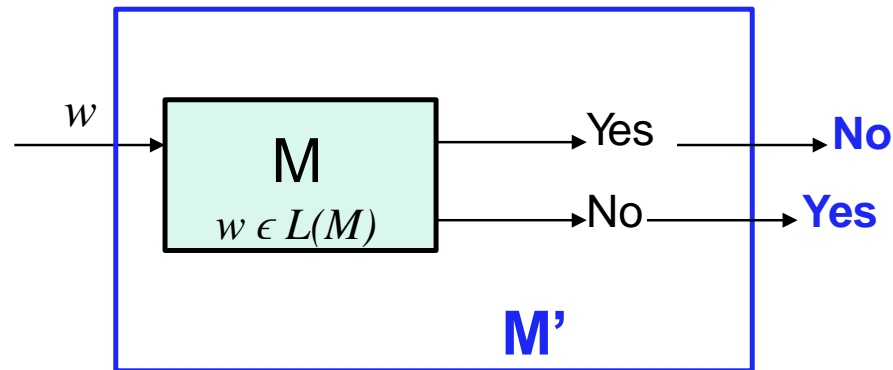 w
M
w ϵ L(M)
Yes
No
No
Yes
M’